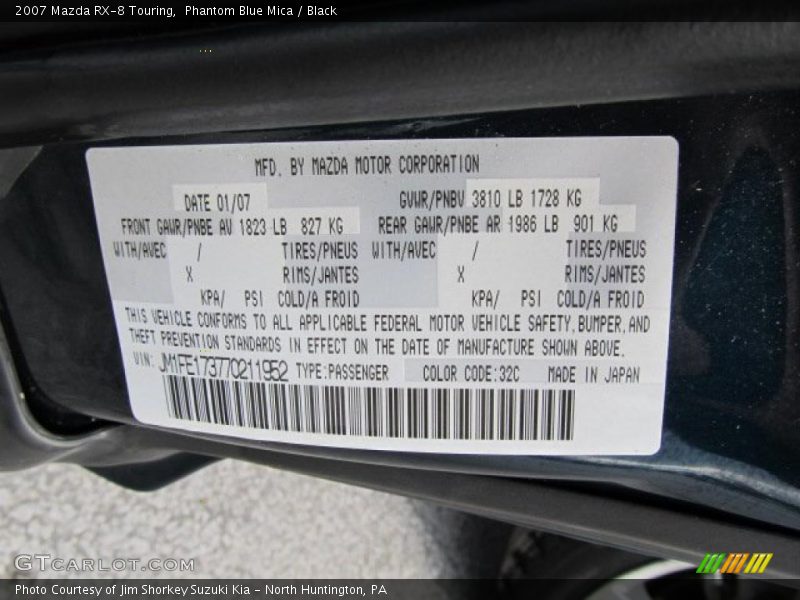 2007 Mazda RX-8 Touring, Phantom Blue Mica / Black
MFD. BY MAZDA MOTOR CORPORATION
DATE 01/07 GVWR/PNBV 3810 LB 1728 KG
FRONT GAWR/PNBE AV 1823 LB 827 KG REAR GAWR/PNBE AR 1986 LB 901 KG
WITH/AVEC / TIRES/PNEUS WITH/AVEC / TIRES/PNEUS
X RIMS/JANTES X RIMS/JANTES
KPA/ PSI COLD/A FROID KPA/ PSI COLD/A FROID
THIS VEHICLE CONFORMS TO ALL APPLICABLE FEDERAL MOTOR VEHICLE SAFETY, BUMPER, AND
THEFT PREVENTION STANDARDS IN EFFECT ON THE DATE OF MANUFACTURE SHOWN ABOVE.
VIN: JM1FE173770211952 TYPE:PASSENGER COLOR CODE:32C MADE IN JAPAN
GTCARLOT.COM
Photo Courtesy of Jim Shorkey Suzuki Kia - North Huntington, PA